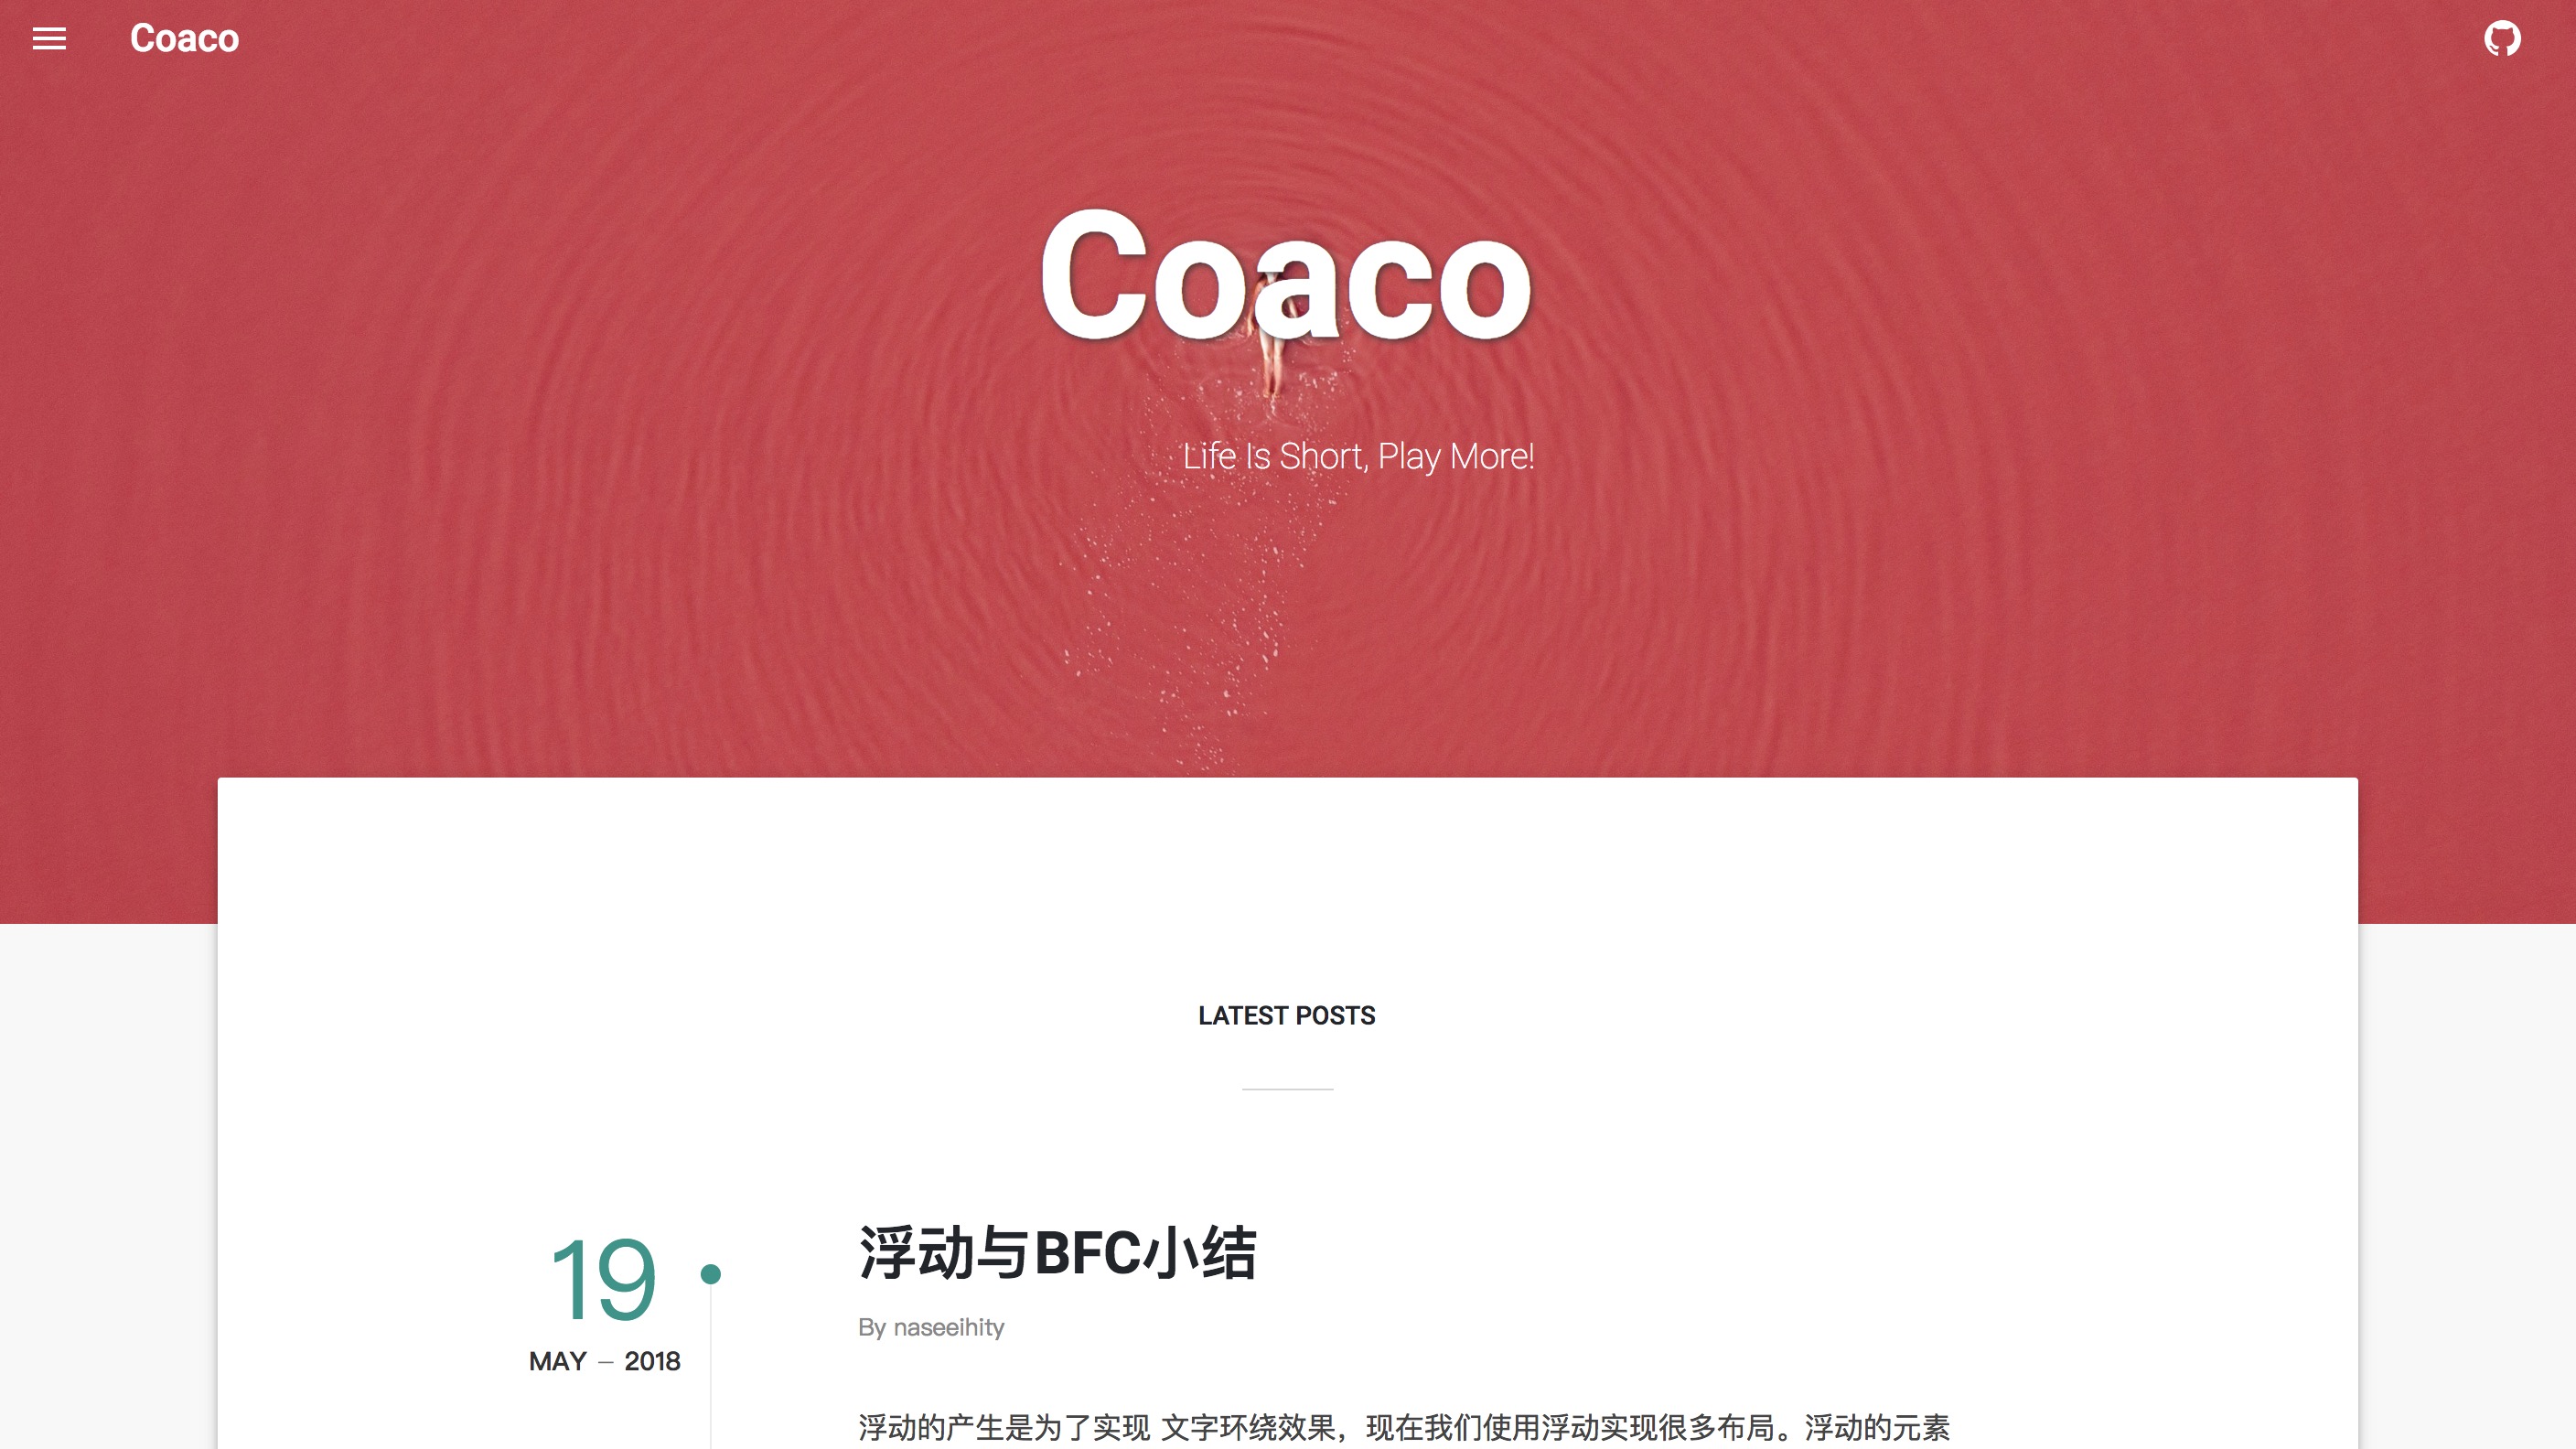 Coaco
Coaco
Life Is Short, Play More!
LATEST POSTS
19
MAY – 2018
浮动与BFC小结
By naseeihity
浮动的产生是为了实现 文字环绕效果，现在我们使用浮动实现很多布局。浮动的元素